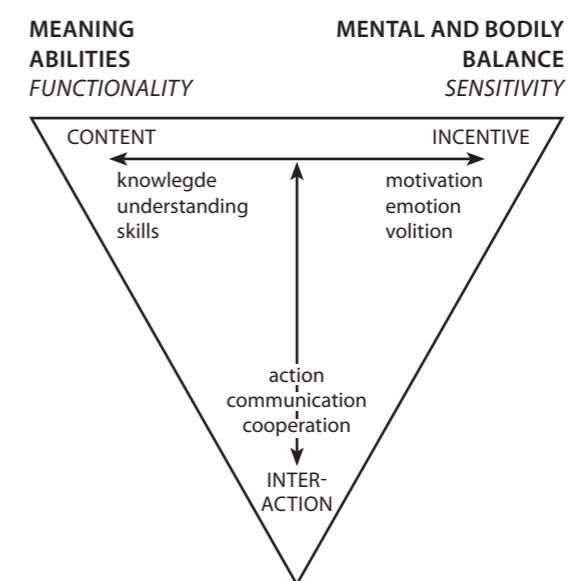 MEANING
ABILITIES
FUNCTIONALITY
MENTAL AND BODILY
BALANCE
SENSITIVITY
CONTENT
INCENTIVE
knowlegde
understanding
skills
motivation
emotion
volition
action
communication
cooperation
INTER-
ACTION